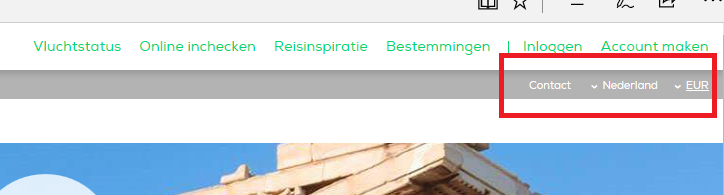 Vluchtstatus Online inchecken Reisinspiratie Bestemmingen | Inloggen Account maken
Contact Nederland EUR